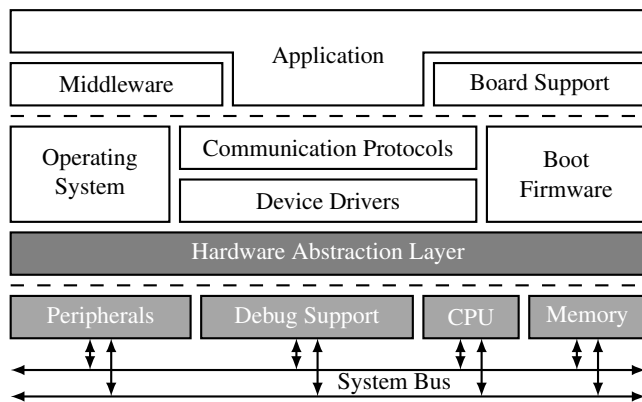 Application
Middleware
Board Support
Operating
System
Communication Protocols
Device Drivers
Boot
Firmware
Hardware Abstraction Layer
Peripherals
Debug Support
CPU
Memory
System Bus